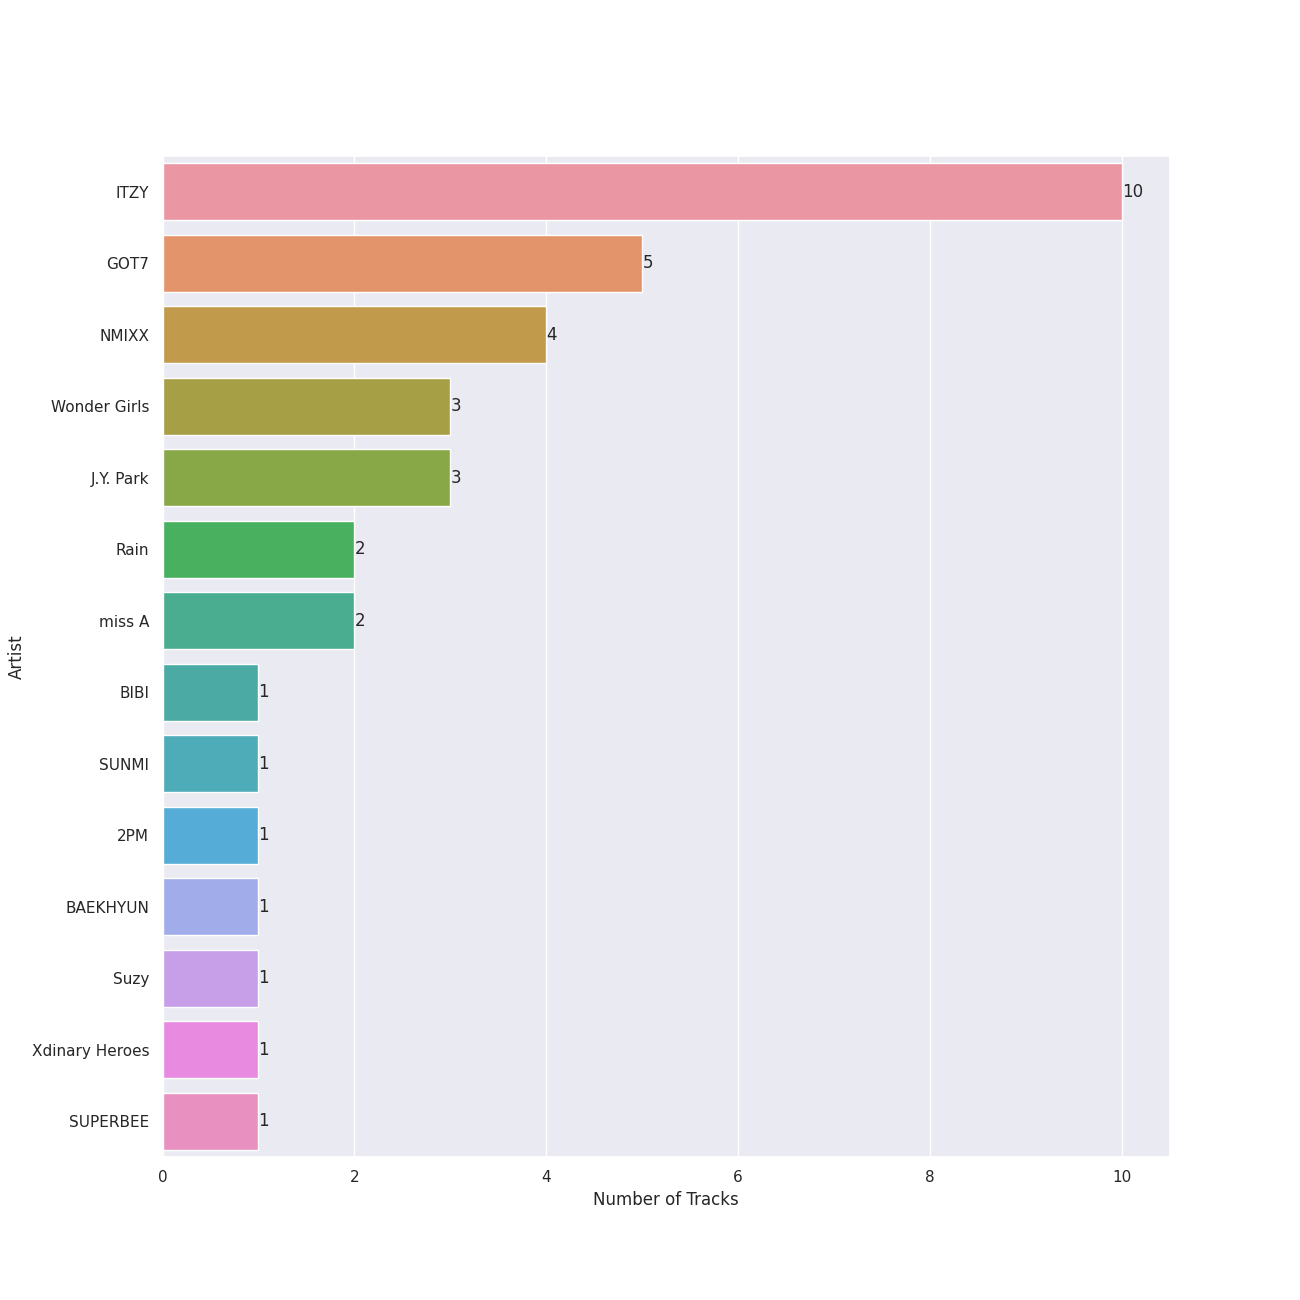 ITZY 10
GOT7 5
NMIXX 4
Wonder Girls 3
J.Y. Park 3
Rain 2
miss A 2
BIBI 1
SUNMI 1
2PM 1
BAEKHYUN 1
Suzy 1
Xdinary Heroes 1
SUPERBEE 1
Artist
0 2 4 6 8 10
Number of Tracks